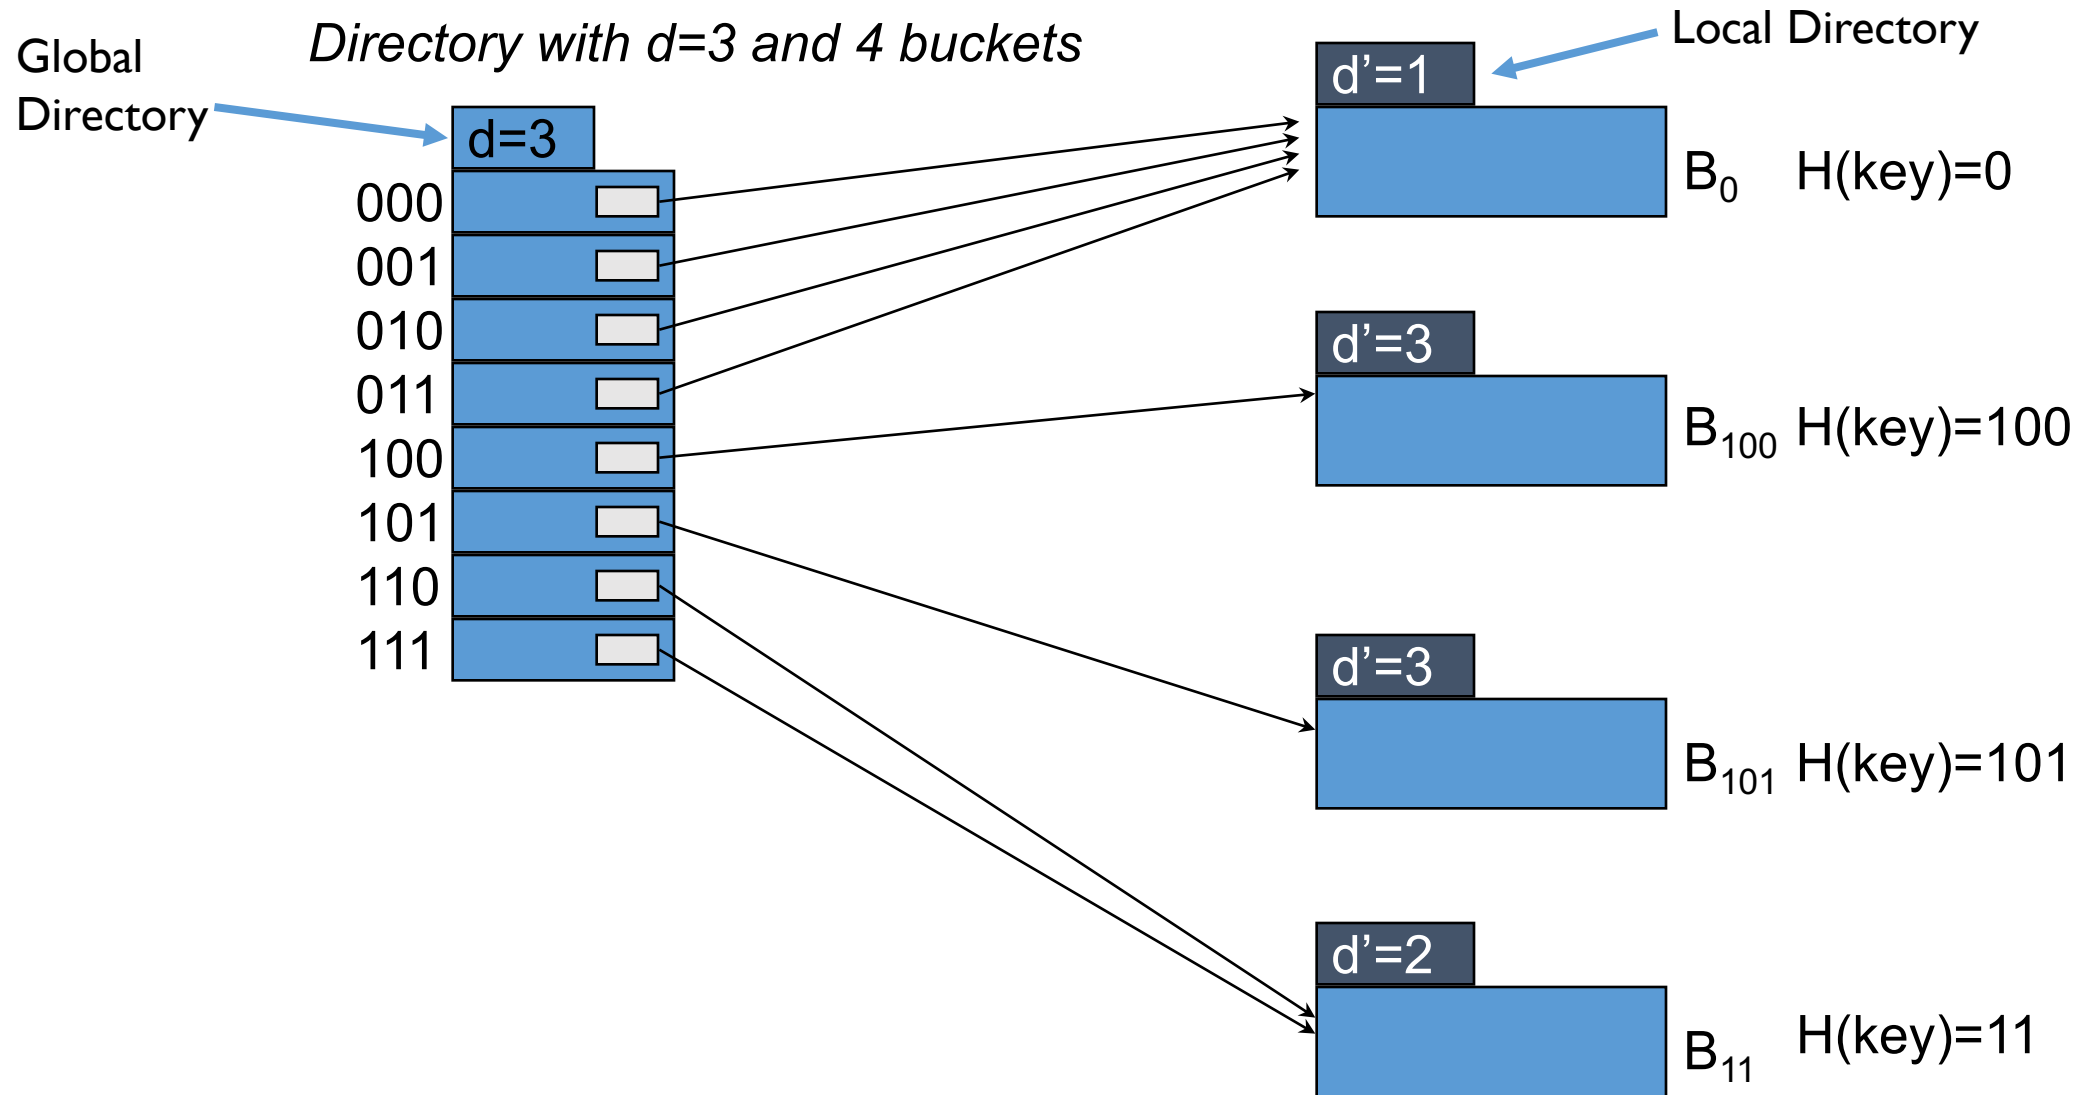 Directory with d=3 and 4 buckets
Global
Directory
d=3
000
001
010
011
100
101
110
111
Local Directory
d’=1
B0 H(key)=0
d’=3
B100 H(key)=100
d’=3
B101 H(key)=101
d’=2
B11 H(key)=11